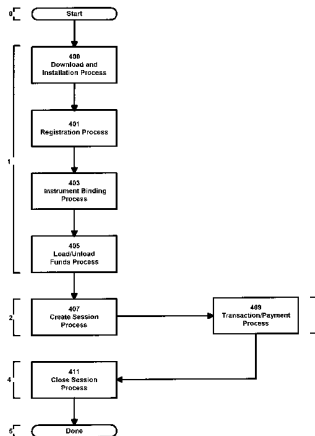 0
Start
400
Download and
Installation Process
401
Registration Process
1
403
Instrument Binding
Process
405
Load/Unload
Funds Process
2
407
Create Session
Process
409
Transaction/Payment
Process
4
411
Close Session
Process
5
Done